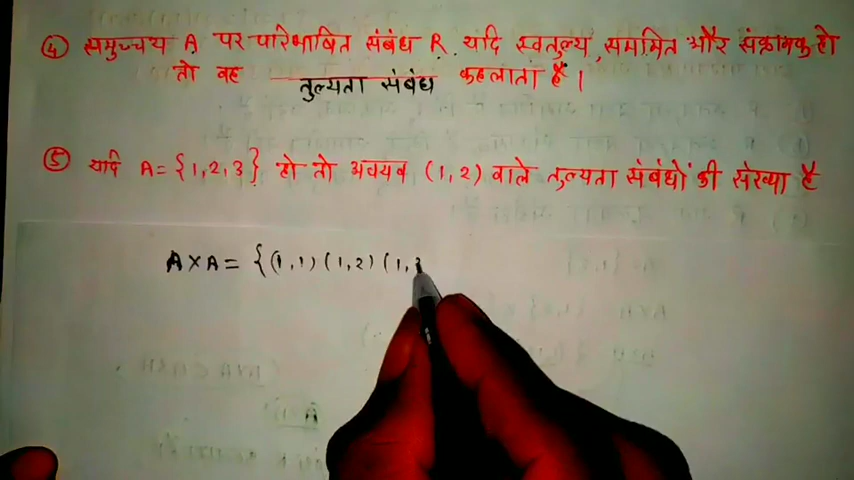 ④ समुच्चय A पर परिभाषित संबंध R यदि स्वतुल्य, सममित और संक्रामक हो
तो वह तुल्यता संबंध कहलाता है।
⑤ यदि A = {1, 2, 3} हो तो अवयव (1, 2) वाले तुल्यता संबंधों की संख्या है
A × A = { (1, 1) (1, 2) (1,